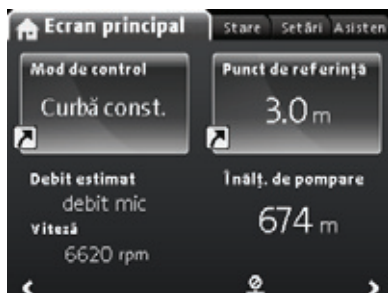 Ecran principal Stare Setări Asisten
Mod de control Punct de referință
Curbă const. 3.0 m
Debit estimat Înălț. de pompare
debit mic 674 m
Viteză
6620 rpm